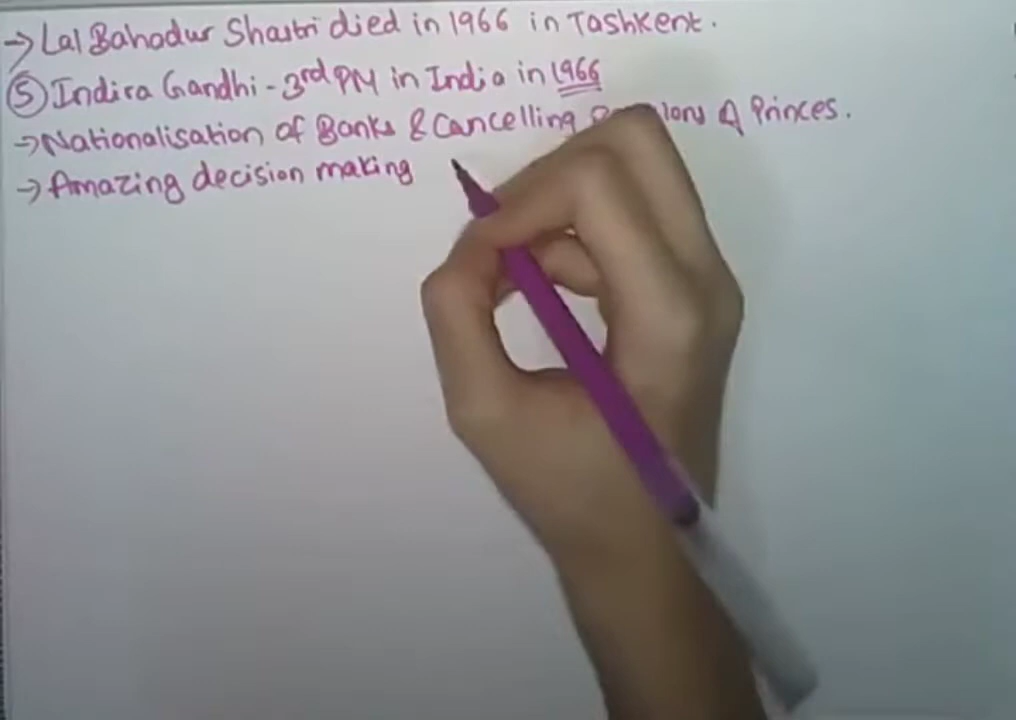 → Lal Bahadur Shastri died in 1966 in Tashkent.
⑤ Indira Gandhi - 3rd PM in India in 1966
→ Nationalisation of Banks & Cancelling of Princes.
→ Amazing decision making